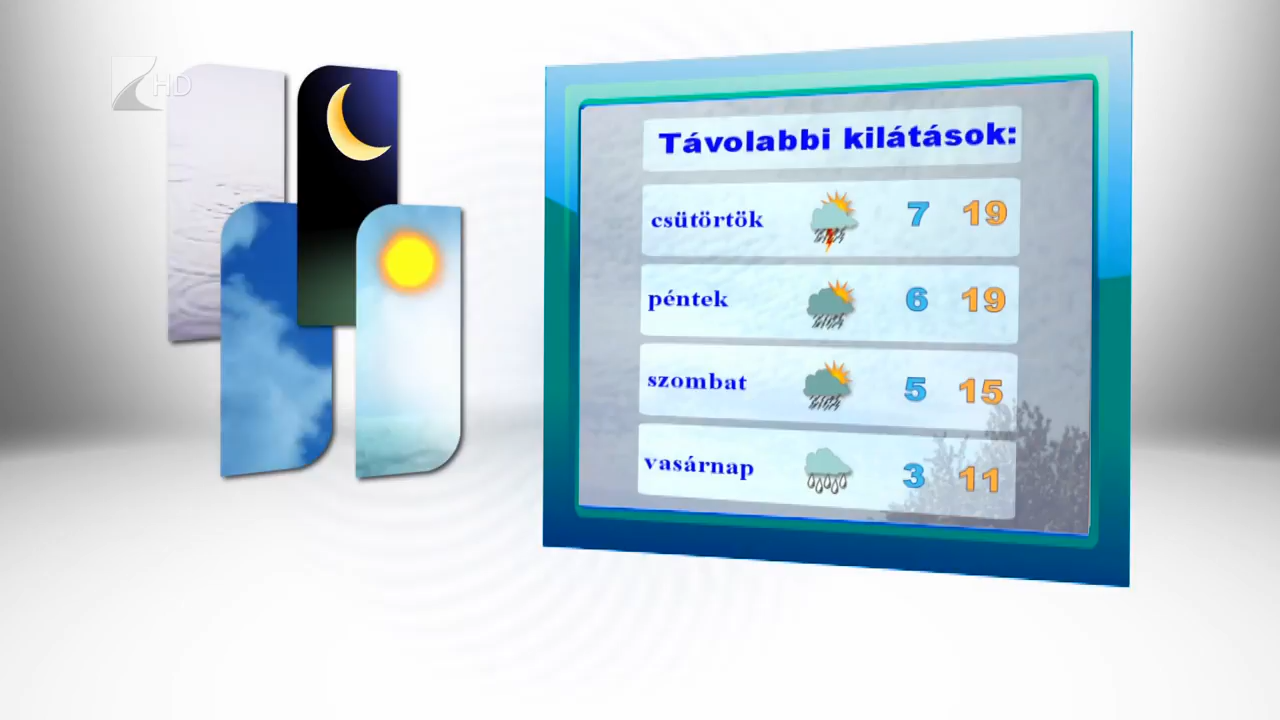 HD
Távolabbi kilátások:
csütörtök 7 19
péntek 6 19
szombat 5 15
vasárnap 3 11